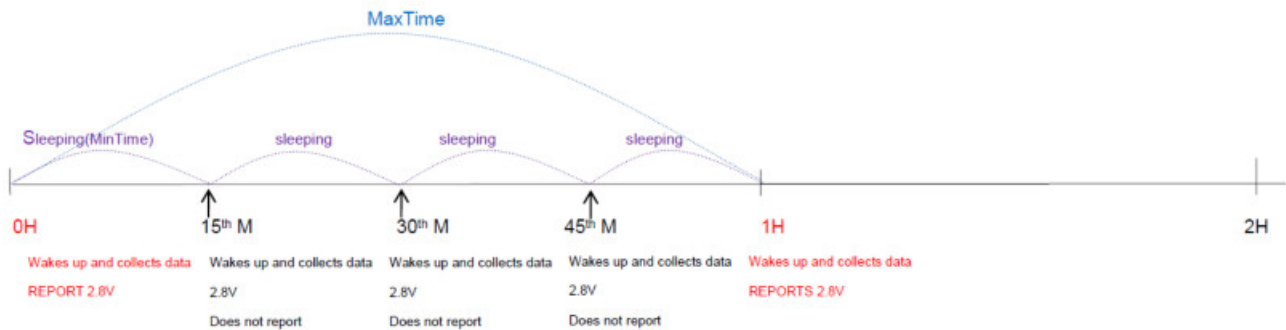 MaxTime
Sleeping(MinTime)
sleeping
sleeping
sleeping
0H
15th M
30th M
45th M
1H
2H
Wakes up and collects data
REPORT 2.8V
Wakes up and collects data
2.8V
Does not report
Wakes up and collects data
2.8V
Does not report
Wakes up and collects data
2.8V
Does not report
Wakes up and collects data
REPORTS 2.8V